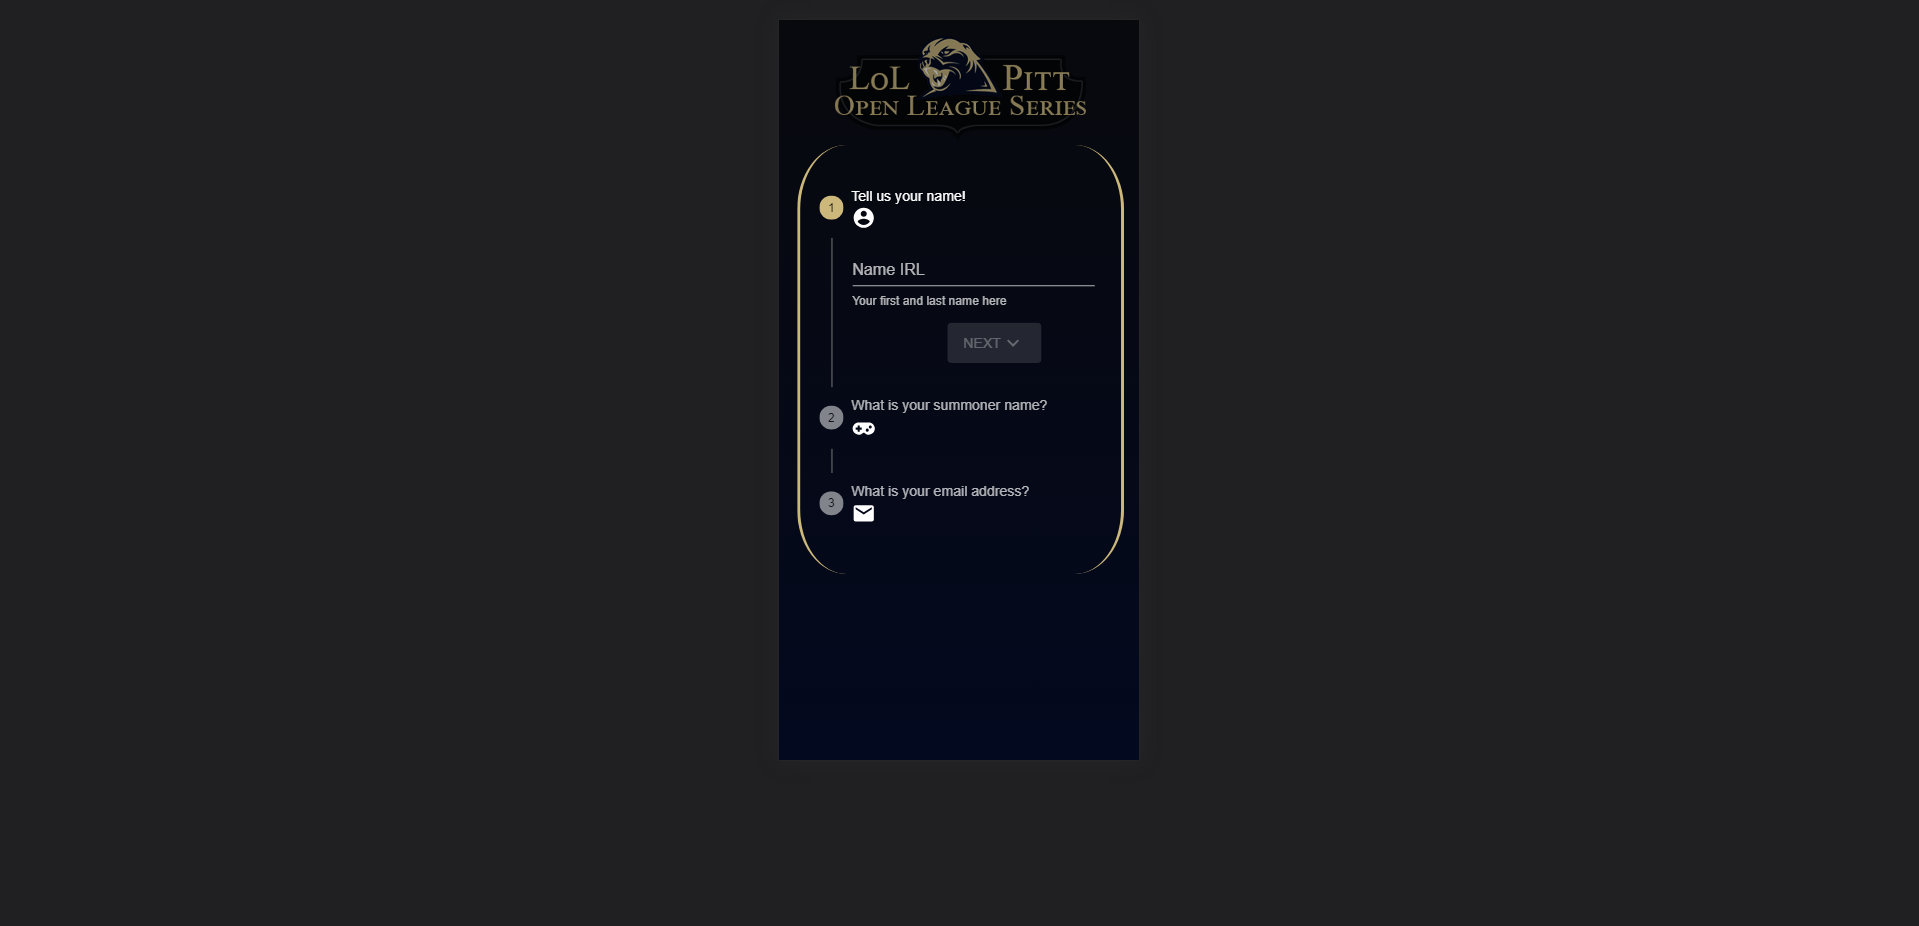 LoL Pitt
Open League Series
1
Tell us your name!
Name IRL
Your first and last name here
NEXT
2
What is your summoner name?
3
What is your email address?